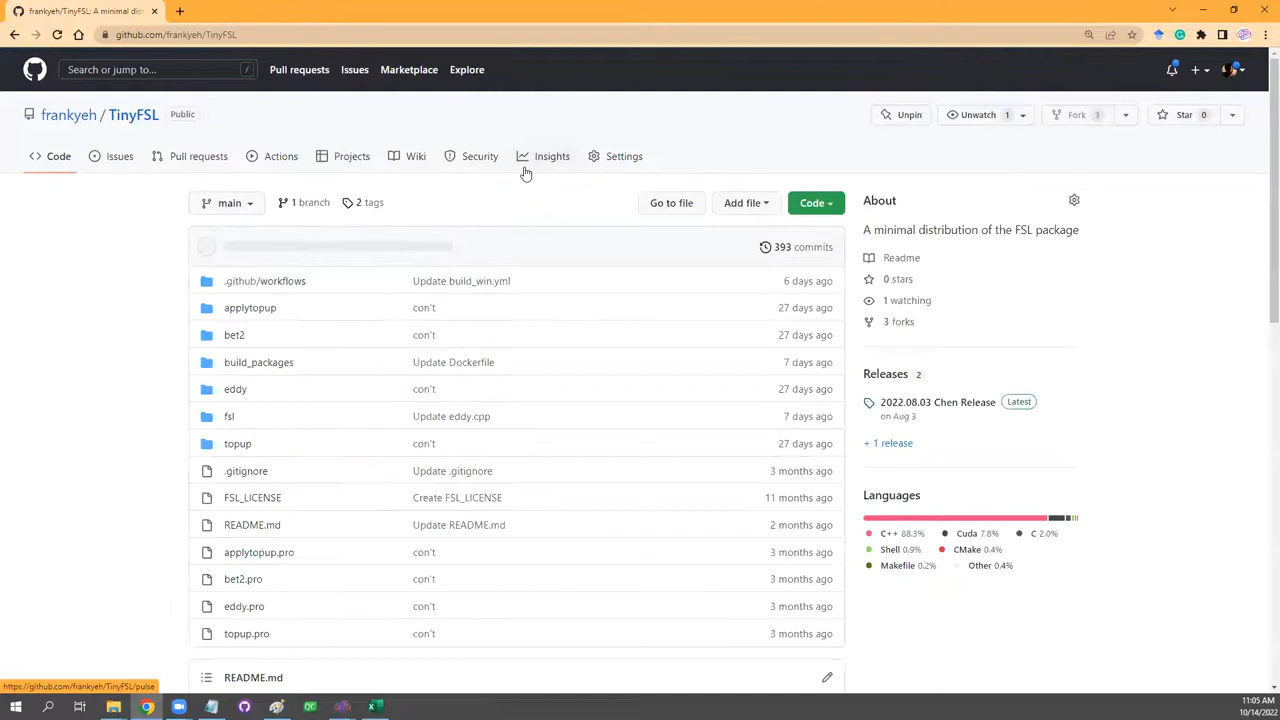 frankyeh/TinyFSL: A minimal dis
github.com/frankyeh/TinyFSL
Search or jump to... /
Pull requests Issues Marketplace Explore
frankyeh / TinyFSL Public
Unpin Unwatch 1 Fork 3 Star 0
Code Issues Pull requests Actions Projects Wiki Security Insights Settings
main 1 branch 2 tags Go to file Add file Code
393 commits
.github/workflows Update build_win.yml 6 days ago
applytopup con't 27 days ago
bet2 con't 27 days ago
build_packages Update Dockerfile 7 days ago
eddy con't 27 days ago
fsl Update eddy.cpp 7 days ago
topup con't 27 days ago
.gitignore Update .gitignore 3 months ago
FSL_LICENSE Create FSL_LICENSE 11 months ago
README.md Update README.md 2 months ago
applytopup.pro con't 3 months ago
bet2.pro con't 3 months ago
eddy.pro con't 3 months ago
topup.pro con't 3 months ago
README.md
About
A minimal distribution of the FSL package
Readme
0 stars
1 watching
3 forks
Releases 2
2022.08.03 Chen Release Latest
on Aug 3
+ 1 release
Languages
C++ 88.3% Cuda 7.8% C 2.0%
Shell 0.9% CMake 0.4%
Makefile 0.2% Other 0.4%
https://github.com/frankyeh/TinyFSL/pulse
QC
11:05 AM
10/14/2022